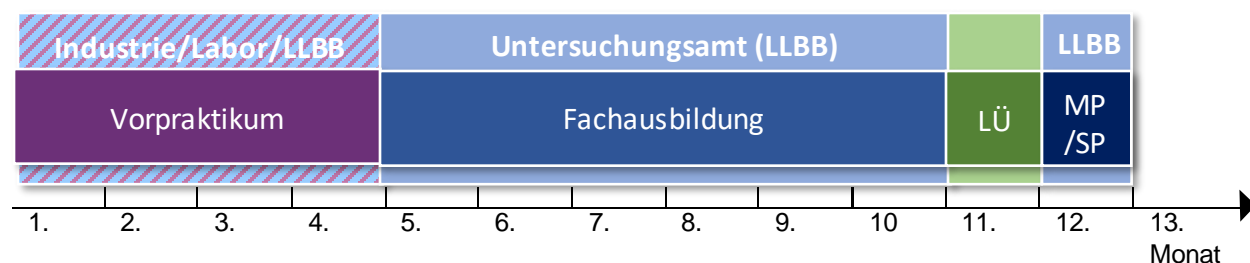 Industrie/Labor/LLBB Untersuchungsamt (LLBB) LLBB
Vorpraktikum Fachausbildung LÜ MP
/SP
1. 2. 3. 4. 5. 6. 7. 8. 9. 10 11. 12. 13.
Monat